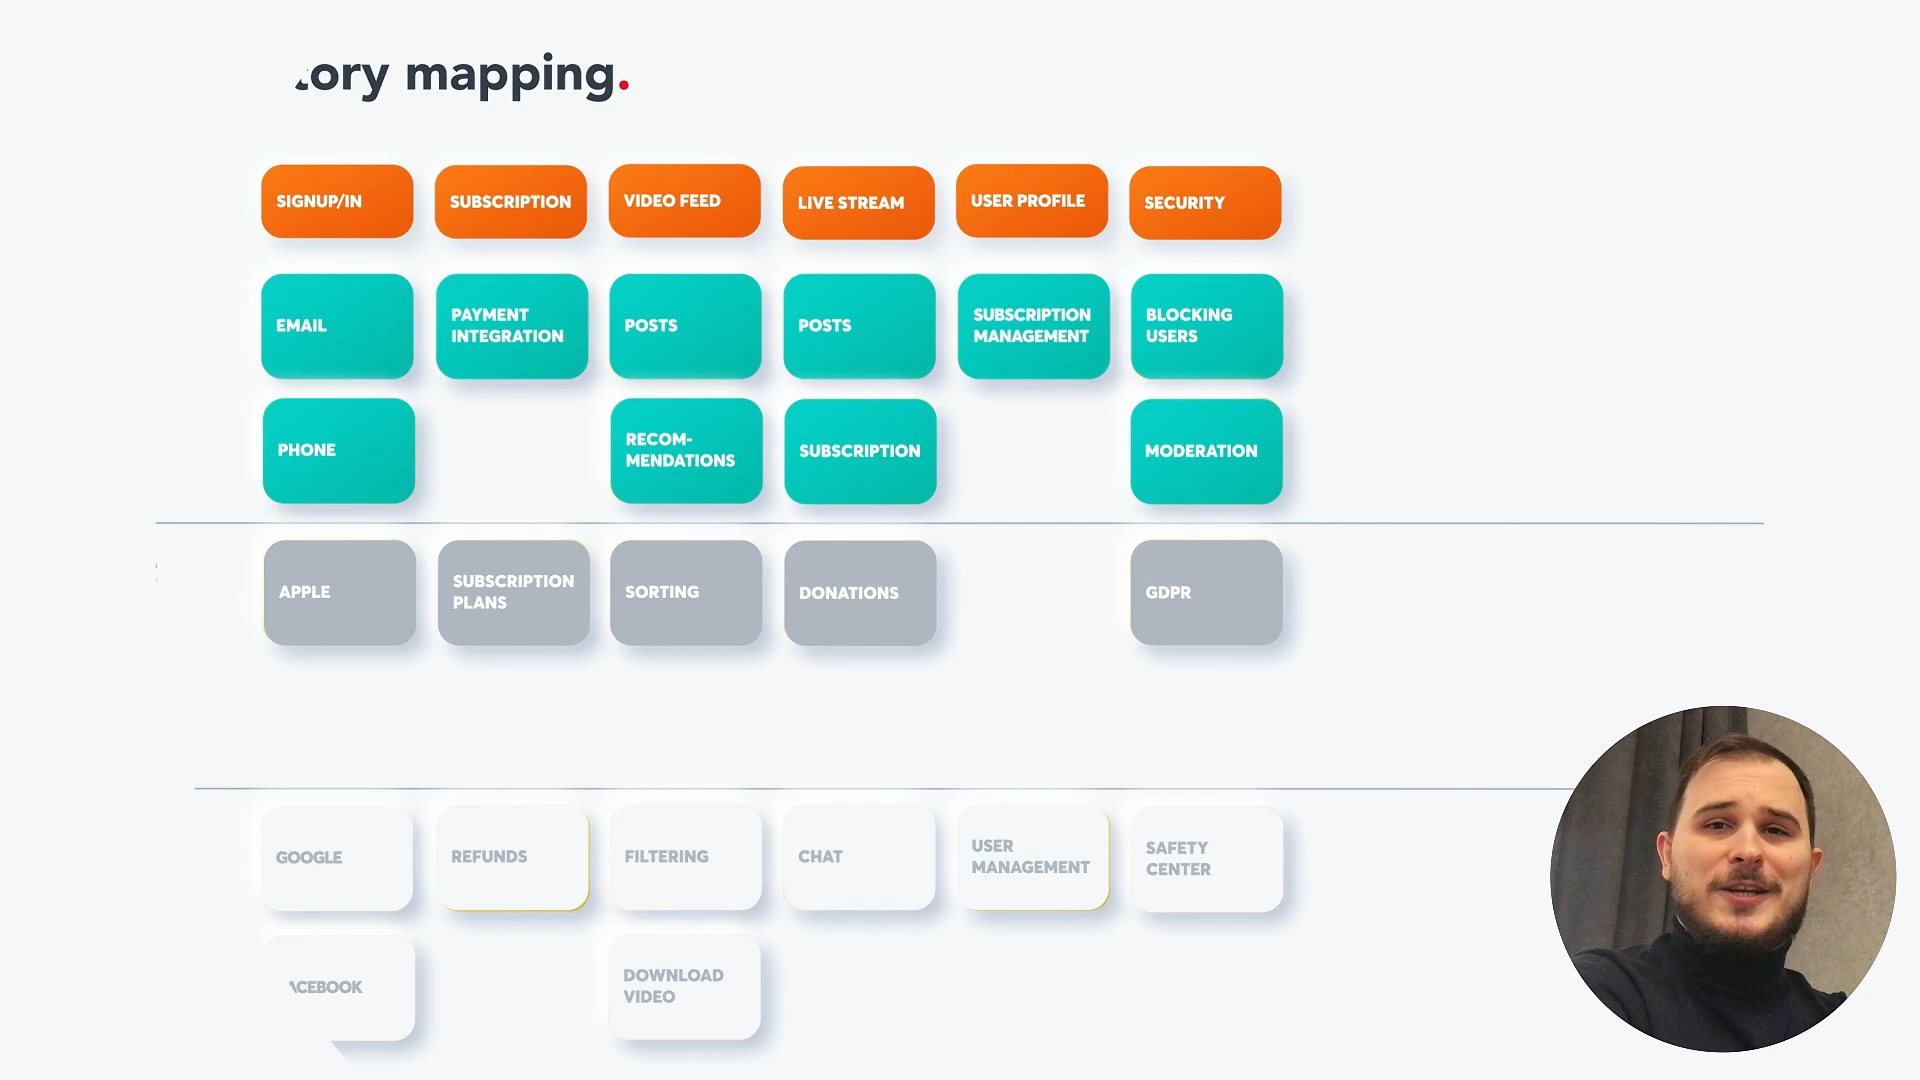 tory mapping.
SIGNUP/IN
SUBSCRIPTION
VIDEO FEED
LIVE STREAM
USER PROFILE
SECURITY
EMAIL
PAYMENT
INTEGRATION
POSTS
POSTS
SUBSCRIPTION
MANAGEMENT
BLOCKING
USERS
PHONE
RECOM-
MENDATIONS
SUBSCRIPTION
MODERATION
APPLE
SUBSCRIPTION
PLANS
SORTING
DONATIONS
GDPR
GOOGLE
REFUNDS
FILTERING
CHAT
USER
MANAGEMENT
SAFETY
CENTER
ACEBOOK
DOWNLOAD
VIDEO